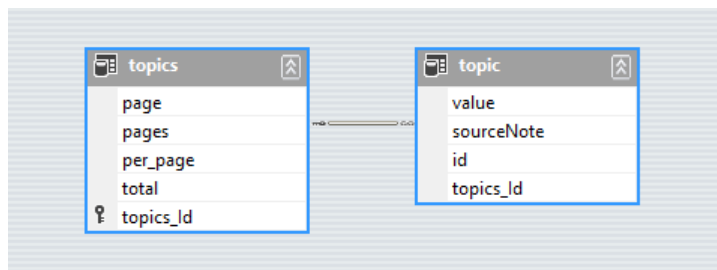 topics
page
pages
per_page
total
topics_Id
topic
value
sourceNote
id
topics_Id